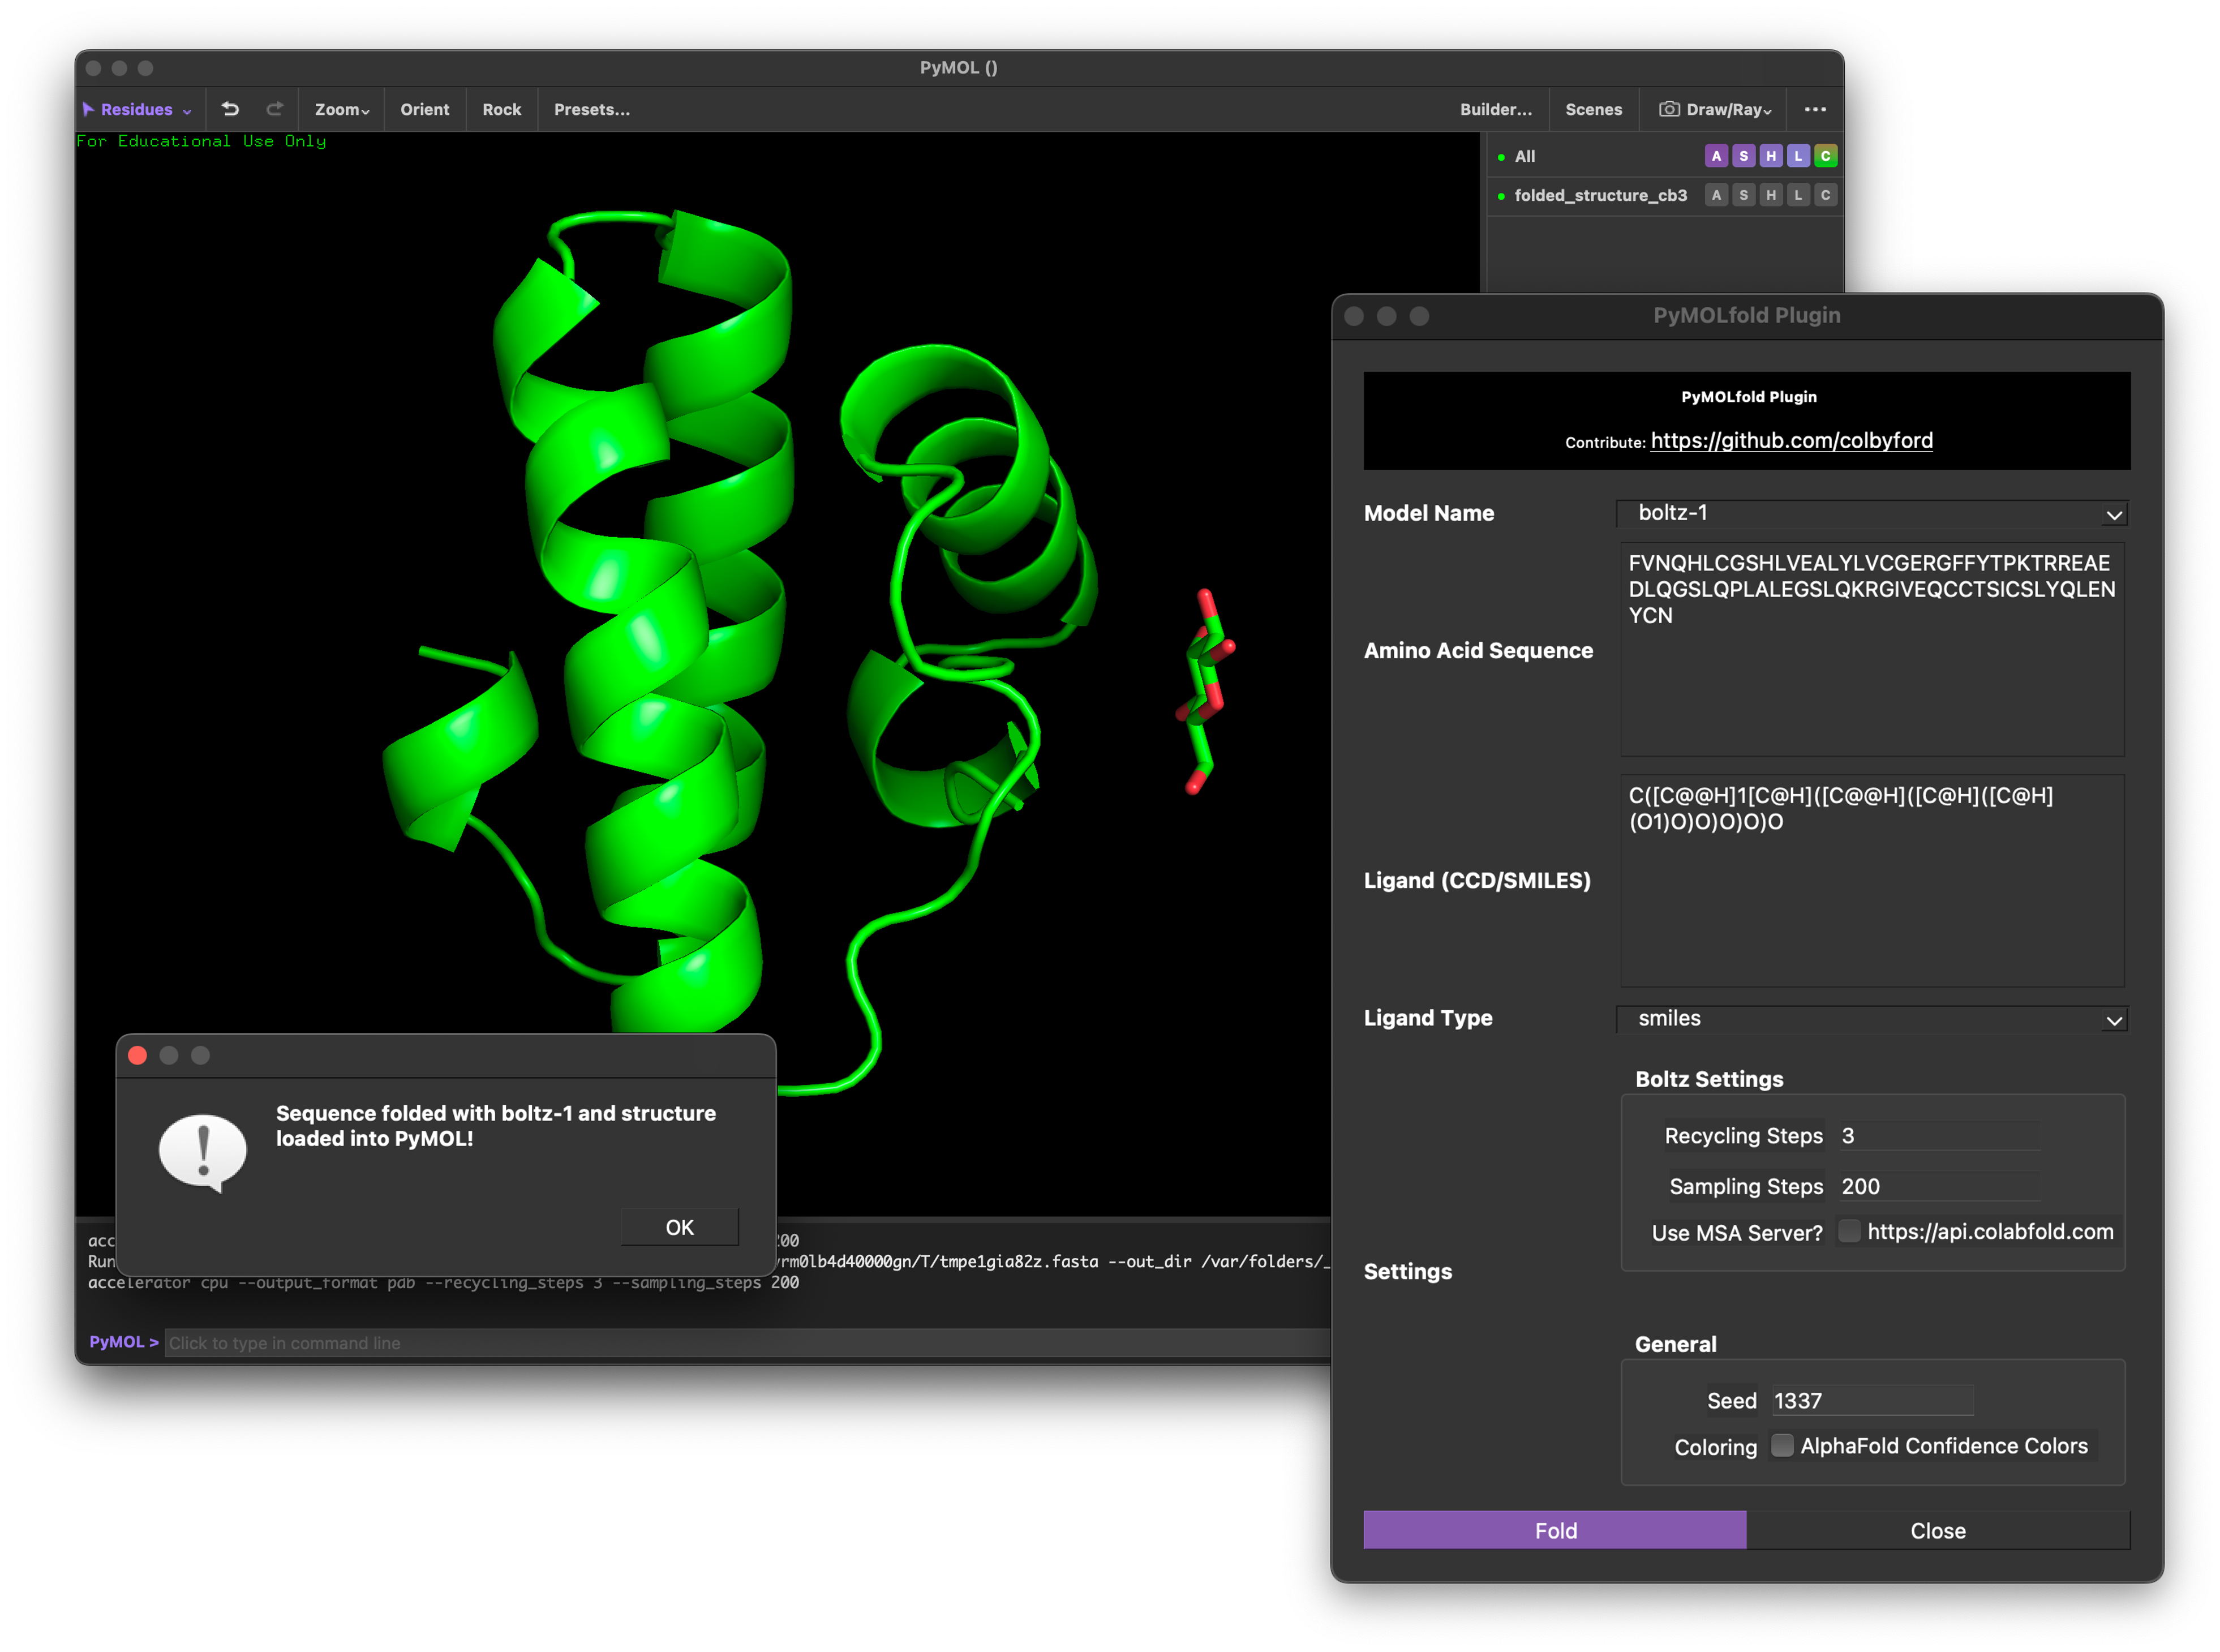 PyMOL ()
Residues
Zoom
Orient
Rock
Presets...
Builder...
Scenes
Draw/Ray
For Educational Use Only
All
A S H L C
folded_structure_cb3
A S H L C
PyMOLfold Plugin
PyMOLfold Plugin
Contribute: https://github.com/colbyford
Model Name
boltz-1
Amino Acid Sequence
FVNQHLCGSHLVEALYLVCGERGFFYTPKTRREAE
DLQGSLQPLALEGSLQKRGIVEQCCTSICSLYQLEN
YCN
Ligand (CCD/SMILES)
C([C@@H]1[C@H]([C@@H]([C@H]([C@H]
(O1)O)O)O)O)O
Ligand Type
smiles
Settings
Boltz Settings
Recycling Steps 3
Sampling Steps 200
Use MSA Server? https://api.colabfold.com
General
Seed 1337
Coloring AlphaFold Confidence Colors
Fold
Close
Sequence folded with boltz-1 and structure
loaded into PyMOL!
OK
acc
Run rm0lb4d40000gn/T/tmpe1gia82z.fasta --out_dir /var/folders/_
accelerator cpu --output_format pdb --recycling_steps 3 --sampling_steps 200
PyMOL > Click to type in command line